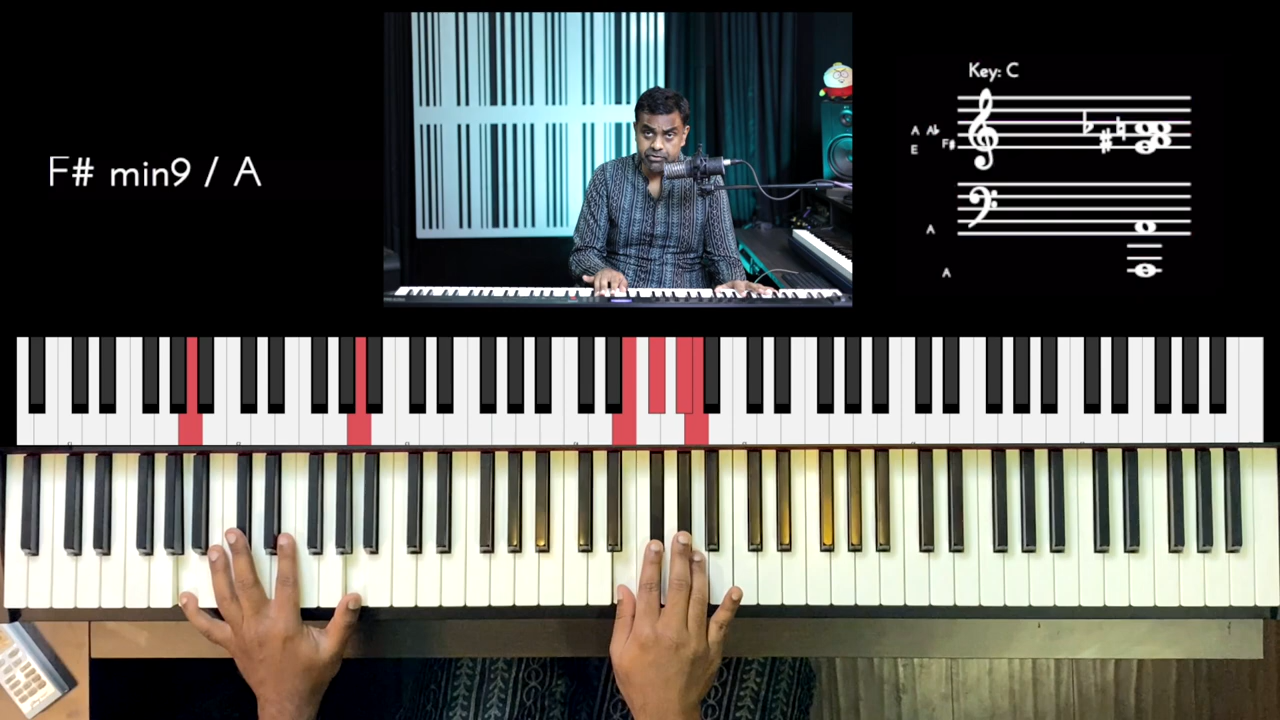 F# min9 / A
Key: C
A A♭ F#
E
A
A